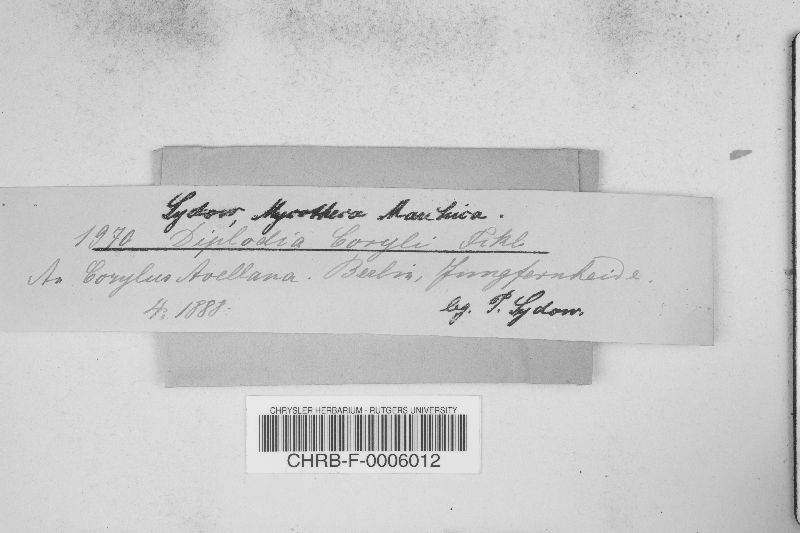 Sydow, Mycotheca Marchica.
1970 Diplodia Coryli Fckl.
An Corylus Avellana. Berlin, Jungfernheide.
4. 1888.
leg. P. Sydow.
CHRYSLER HERBARIUM - RUTGERS UNIVERSITY
CHRB-F-0006012